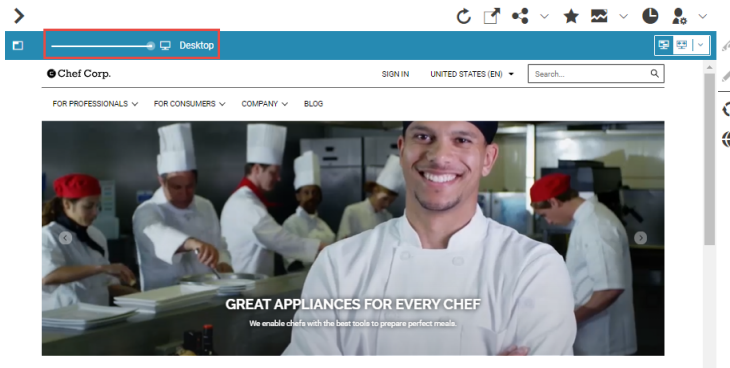 Desktop
Chef Corp.
SIGN IN UNITED STATES (EN) Search...
FOR PROFESSIONALS FOR CONSUMERS COMPANY BLOG
GREAT APPLIANCES FOR EVERY CHEF
We enable chefs with the best tools to prepare perfect meals.